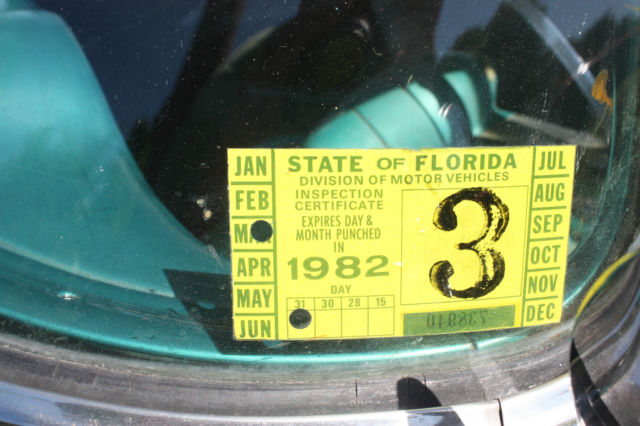 JAN
FEB
MA
APR
MAY
JUN
STATE OF FLORIDA
DIVISION OF MOTOR VEHICLES
INSPECTION
CERTIFICATE
EXPIRES DAY &
MONTH PUNCHED
IN
1982
DAY
31 30 28 15
3
JUL
AUG
SEP
OCT
NOV
DEC